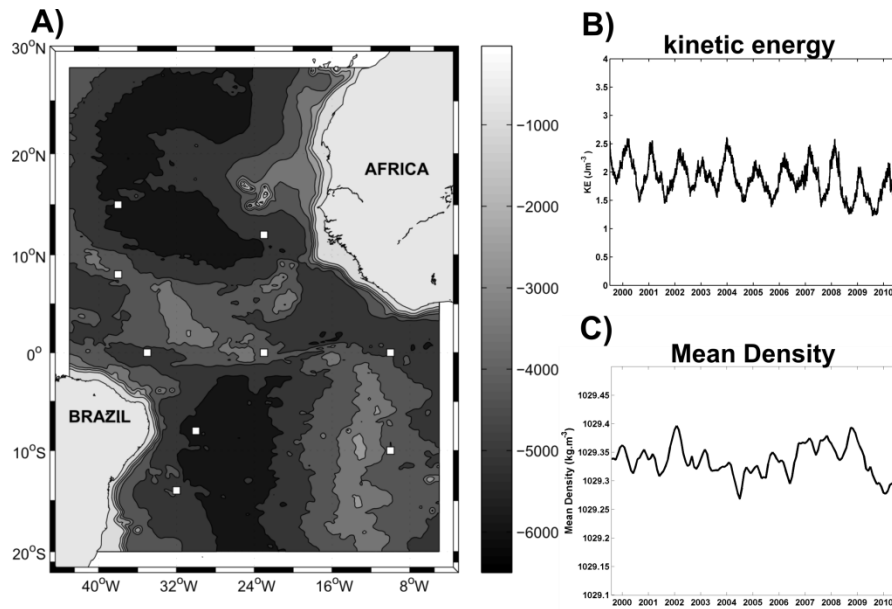 A)
30°N
20°N
10°N
0°
10°S
20°S
40°W
32°W
24°W
16°W
8°W
AFRICA
BRAZIL
−1000
−2000
−3000
−4000
−5000
−6000
B)
kinetic energy
KE (Jm⁻³)
4
3.5
3
2.5
2
1.5
1
0.5
0
2000 2001 2002 2003 2004 2005 2006 2007 2008 2009 2010
C)
Mean Density
Mean Density (kg.m⁻³)
1029.45
1029.4
1029.35
1029.3
1029.25
1029.2
1029.15
1029.1
2000 2001 2002 2003 2004 2005 2006 2007 2008 2009 2010